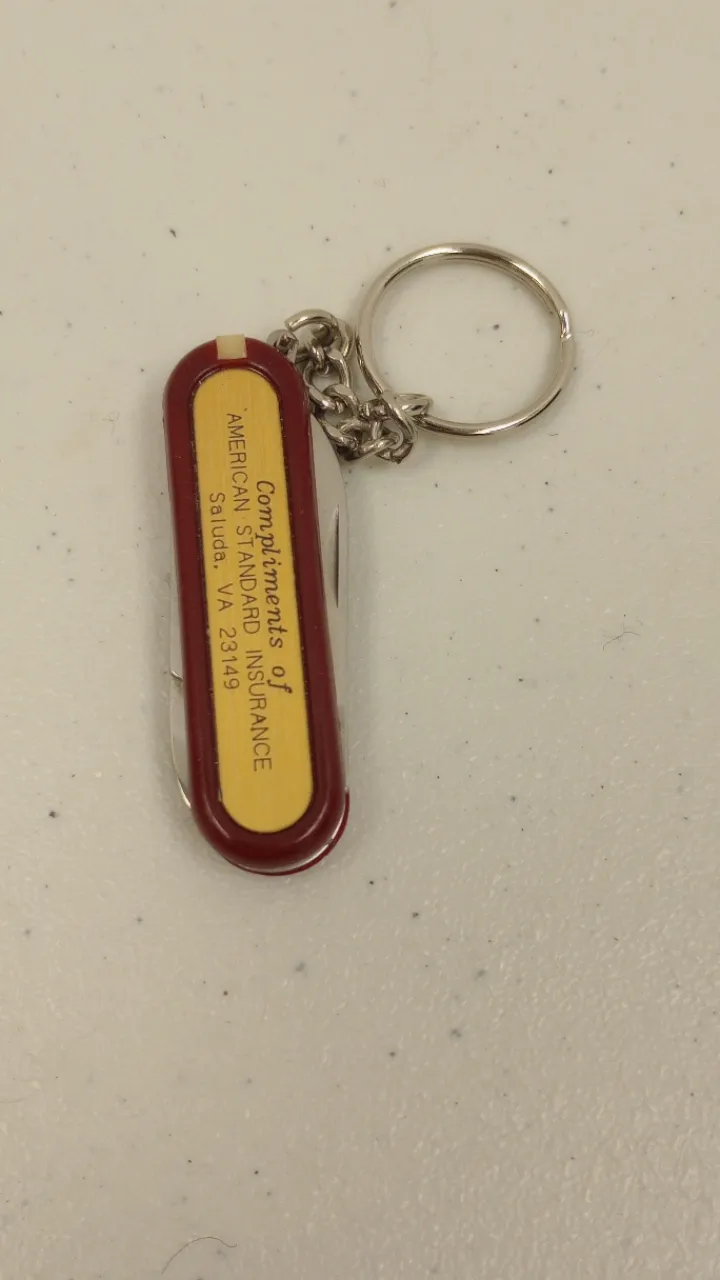 Compliments of
AMERICAN STANDARD INSURANCE
Saluda, VA 23149